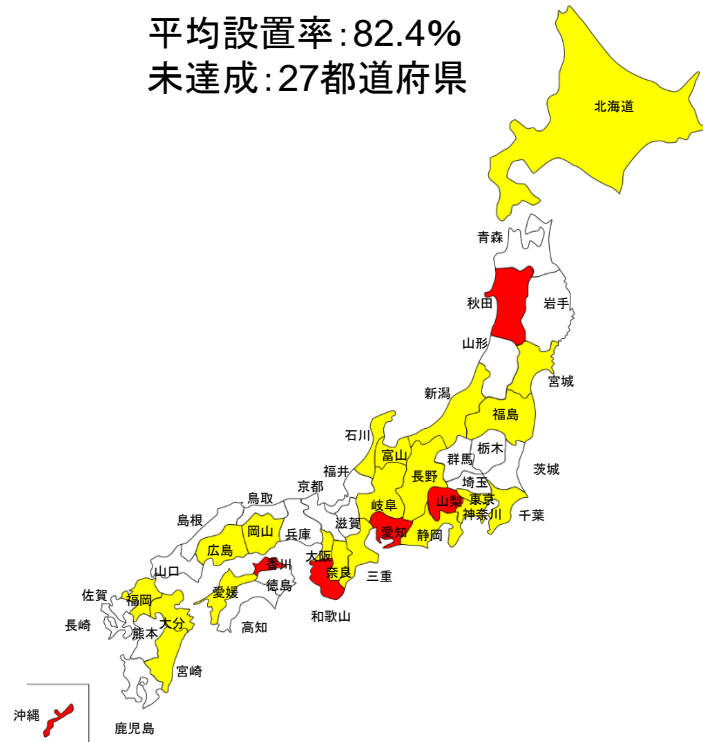 平均設置率：82.4%
未達成：27都道府県
北海道
青森
秋田
岩手
山形
宮城
新潟
福島
石川
富山
栃木
群馬
長野
茨城
福井
埼玉
京都
山梨
東京
岐阜
鳥取
神奈川
千葉
滋賀
島根
岡山
兵庫
愛知
静岡
広島
大阪
香川
奈良
山口
三重
徳島
佐賀
愛媛
和歌山
福岡
大分
長崎
高知
熊本
宮崎
沖縄
鹿児島